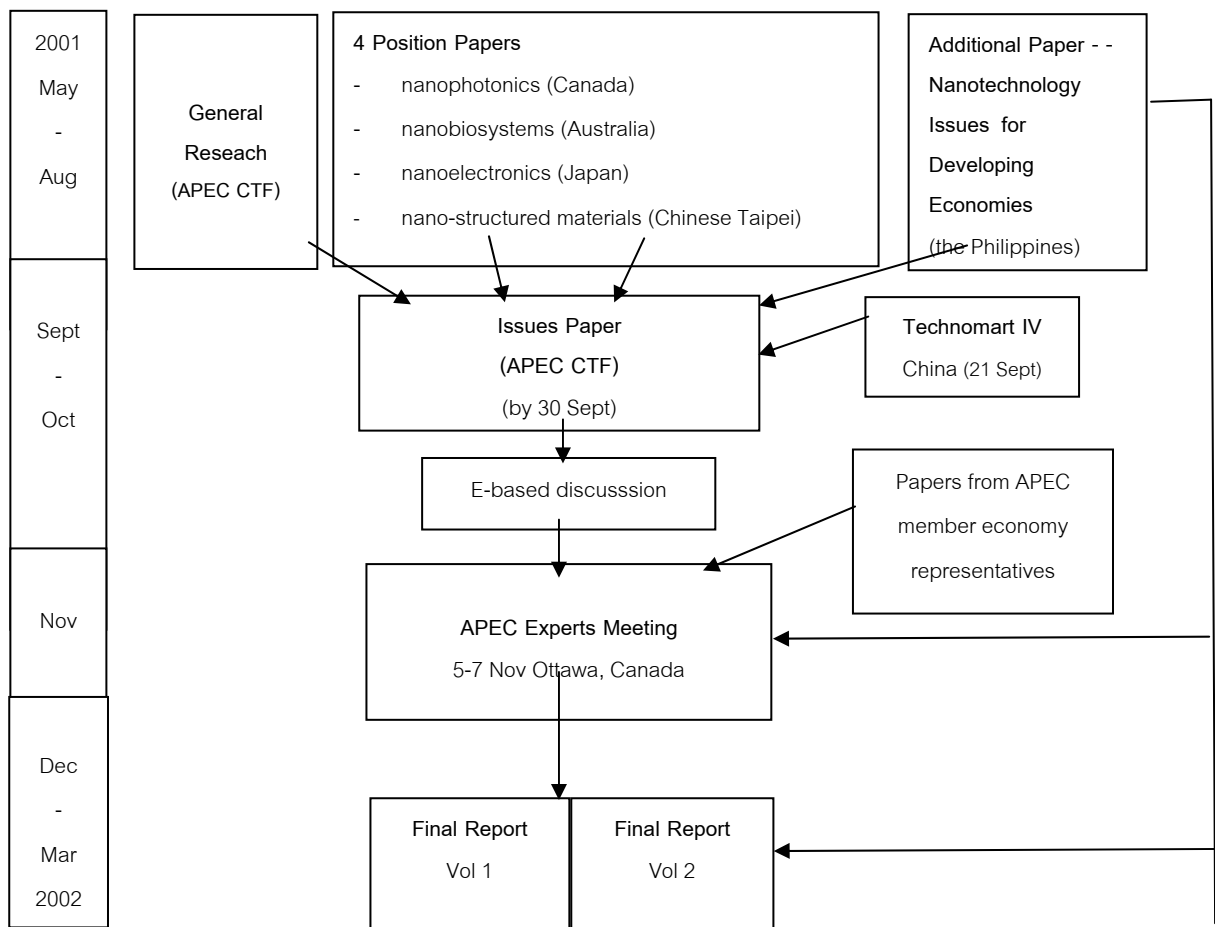 2001
May
-
Aug
Sept
-
Oct
Nov
Dec
-
Mar
2002
General
Reseach
(APEC CTF)
4 Position Papers
- nanophotonics (Canada)
- nanobiosystems (Australia)
- nanoelectronics (Japan)
- nano-structured materials (Chinese Taipei)
Additional Paper - -
Nanotechnology
Issues for
Developing
Economies
(the Philippines)
Issues Paper
(APEC CTF)
(by 30 Sept)
Technomart IV
China (21 Sept)
E-based discusssion
Papers from APEC
member economy
representatives
APEC Experts Meeting
5-7 Nov Ottawa, Canada
Final Report
Vol 1
Final Report
Vol 2